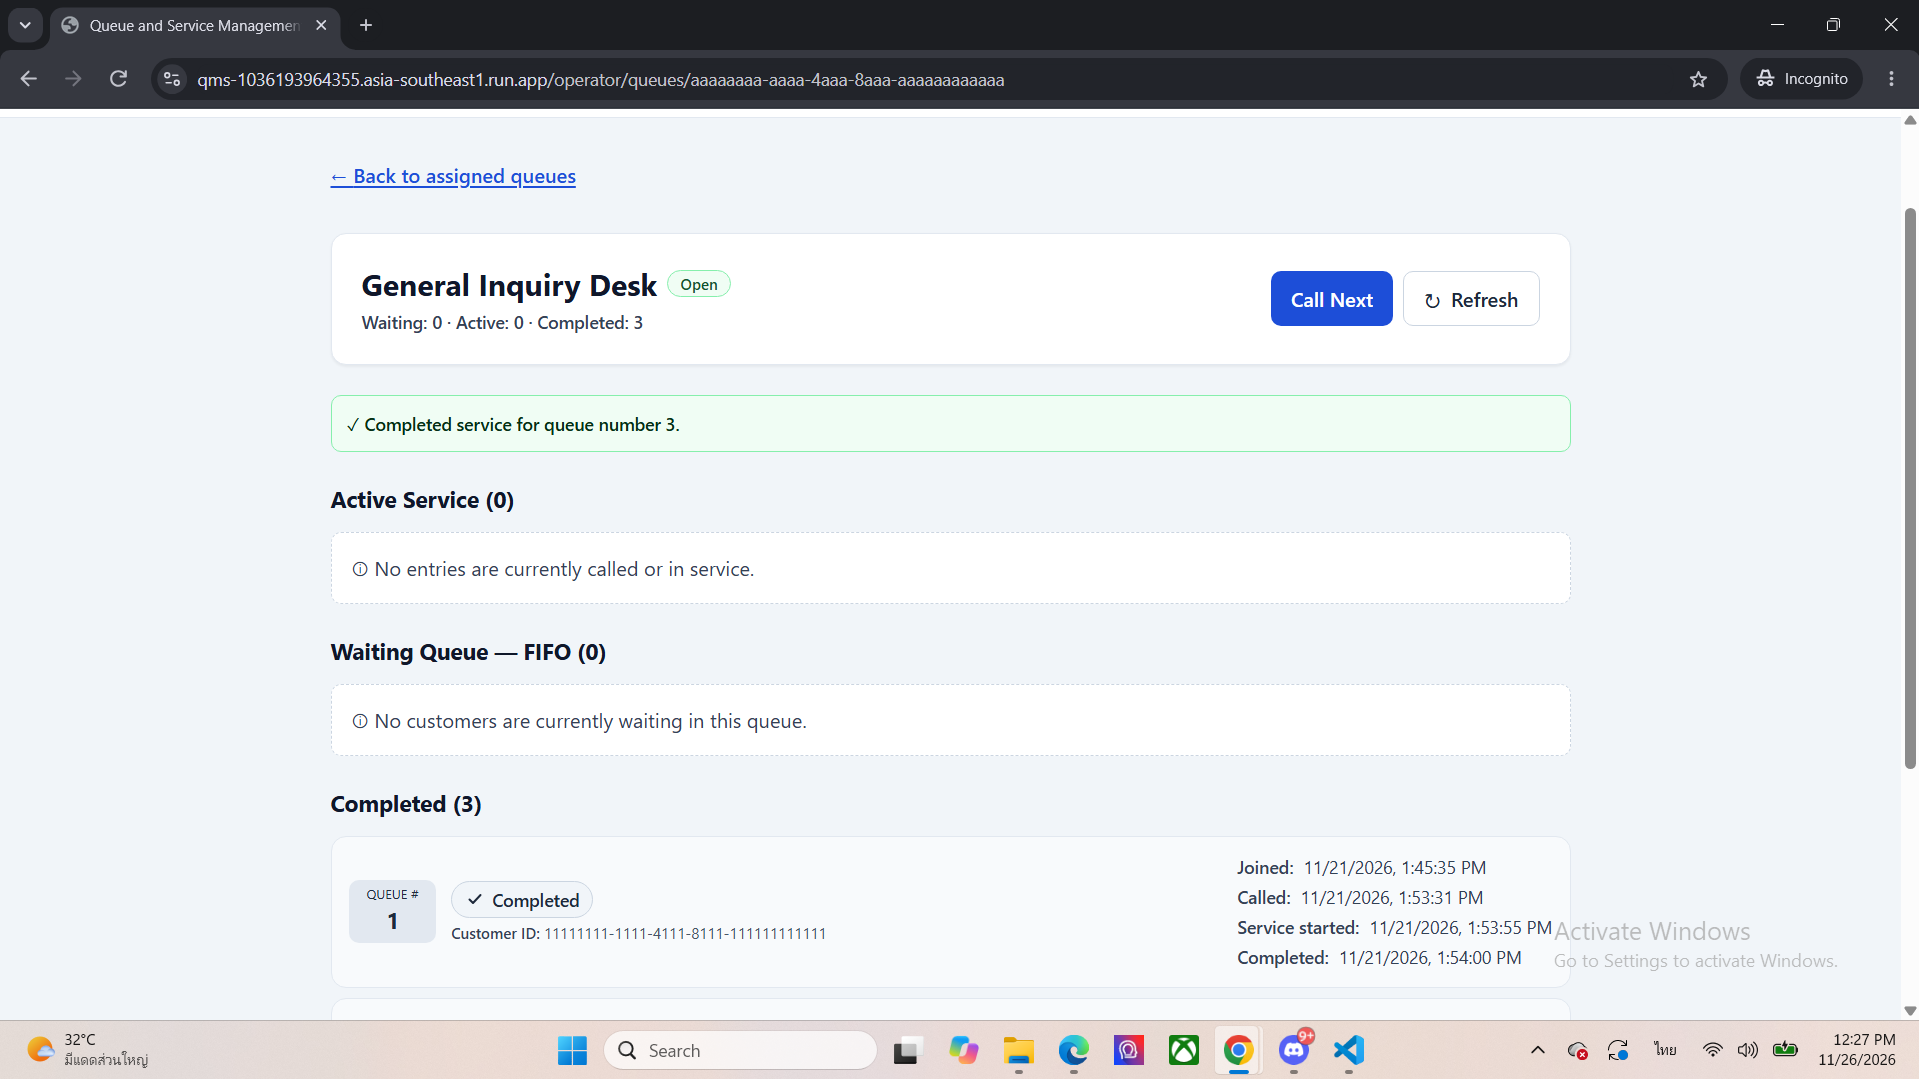 Queue and Service Managemen
qms-1036193964355.asia-southeast1.run.app/operator/queues/aaaaaaaa-aaaa-4aaa-8aaa-aaaaaaaaaaaa
Incognito
← Back to assigned queues
General Inquiry Desk
Open
Waiting: 0 · Active: 0 · Completed: 3
Call Next
↻ Refresh
✓ Completed service for queue number 3.
Active Service (0)
ⓘ No entries are currently called or in service.
Waiting Queue — FIFO (0)
ⓘ No customers are currently waiting in this queue.
Completed (3)
QUEUE #
1
✓ Completed
Customer ID: 11111111-1111-4111-8111-111111111111
Joined: 11/21/2026, 1:45:35 PM
Called: 11/21/2026, 1:53:31 PM
Service started: 11/21/2026, 1:53:55 PM
Completed: 11/21/2026, 1:54:00 PM
Activate Windows
Go to Settings to activate Windows.
32°C
มีแดดส่วนใหญ่
Search
9+
ไทย
12:27 PM
11/26/2026